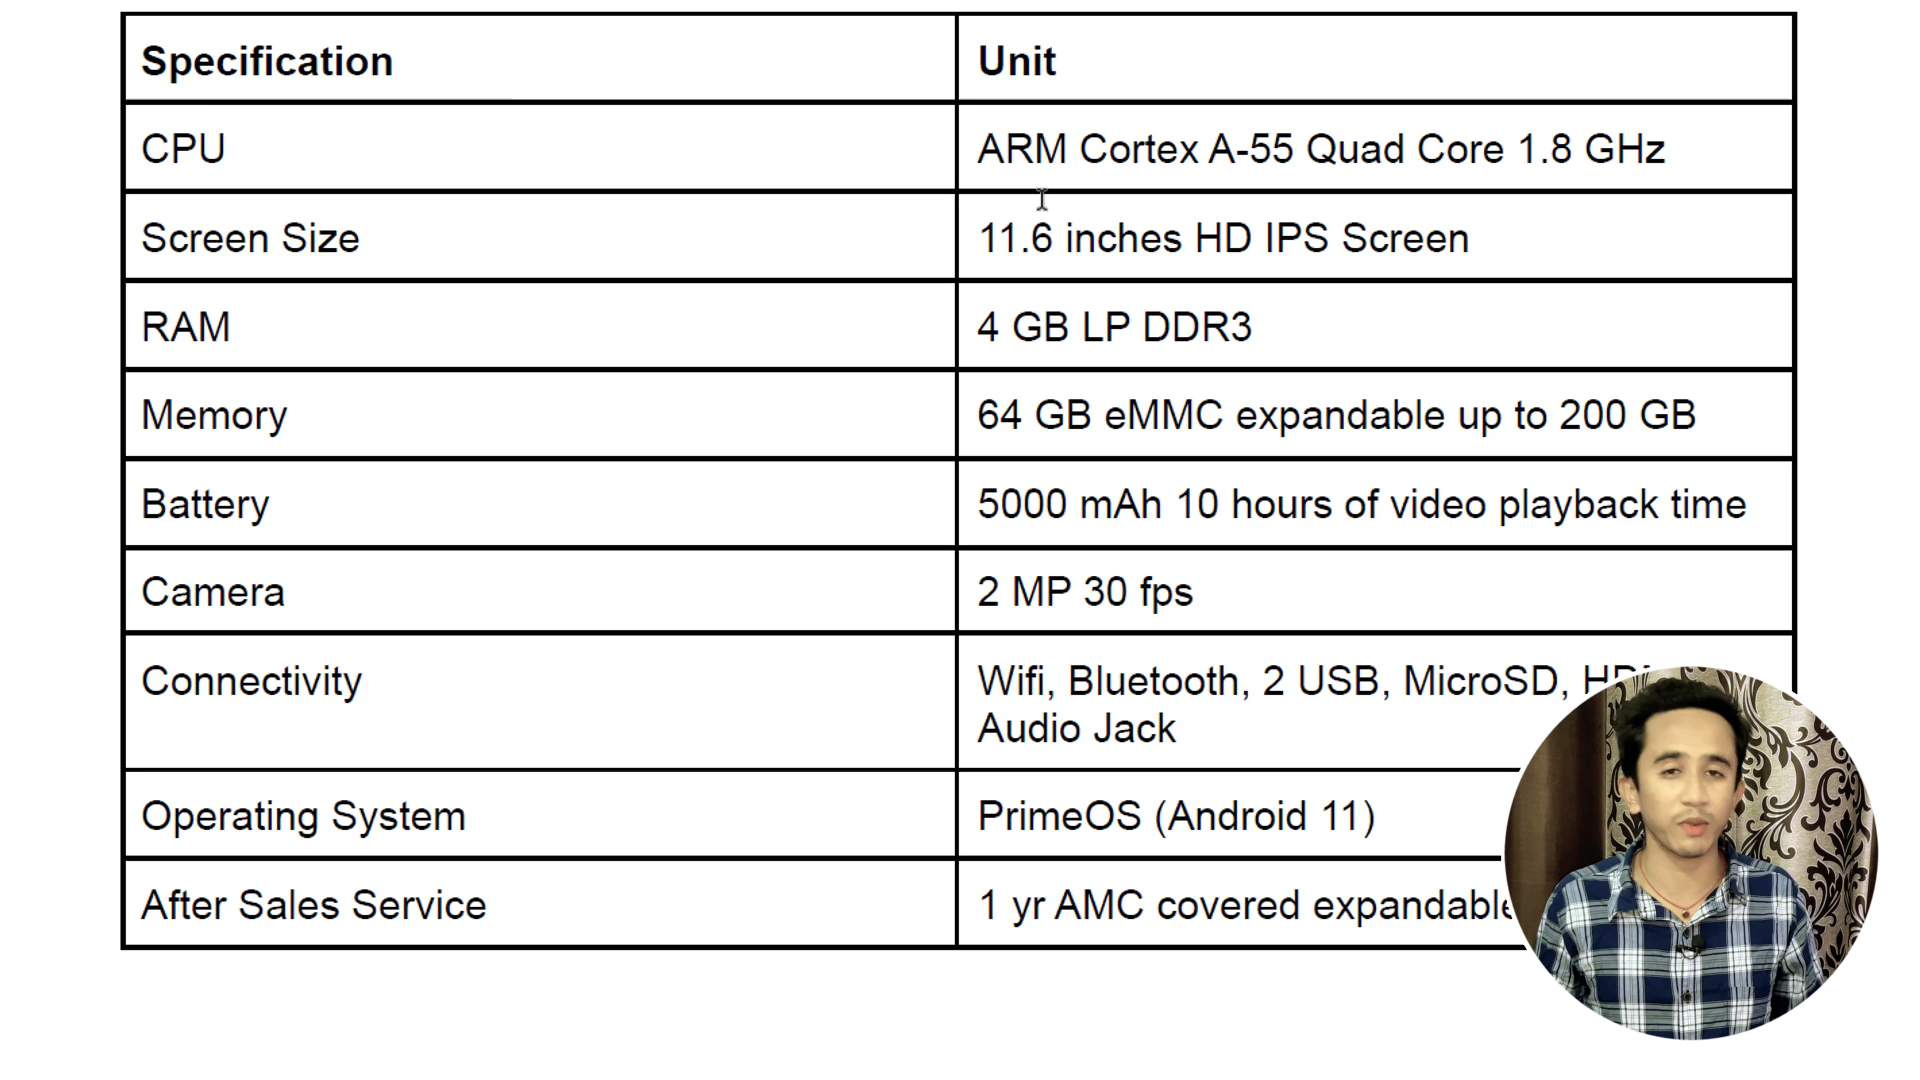 Specification Unit
CPU ARM Cortex A-55 Quad Core 1.8 GHz
Screen Size 11.6 inches HD IPS Screen
RAM 4 GB LP DDR3
Memory 64 GB eMMC expandable up to 200 GB
Battery 5000 mAh 10 hours of video playback time
Camera 2 MP 30 fps
Connectivity Wifi, Bluetooth, 2 USB, MicroSD,
Audio Jack
Operating System PrimeOS (Android 11)
After Sales Service 1 yr AMC covered expandable